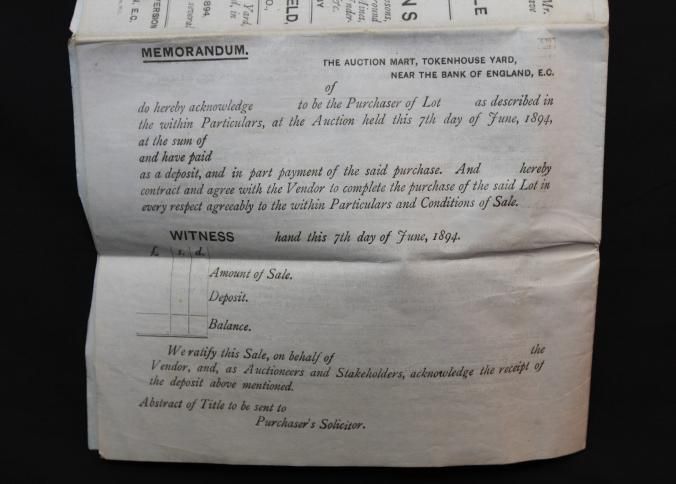 MEMORANDUM.
THE AUCTION MART, TOKENHOUSE YARD,
NEAR THE BANK OF ENGLAND, E.C.
of
do hereby acknowledge to be the Purchaser of Lot as described in
the within Particulars, at the Auction held this 7th day of June, 1894,
at the sum of
and have paid
as a deposit, and in part payment of the said purchase. And hereby
contract and agree with the Vendor to complete the purchase of the said Lot in
every respect agreeably to the within Particulars and Conditions of Sale.
WITNESS hand this 7th day of June, 1894.
£ s. d.
Amount of Sale.
Deposit.
Balance.
We ratify this Sale, on behalf of the
Vendor, and, as Auctioneers and Stakeholders, acknowledge the receipt of
the deposit above mentioned.
Abstract of Title to be sent to
Purchaser's Solicitor.